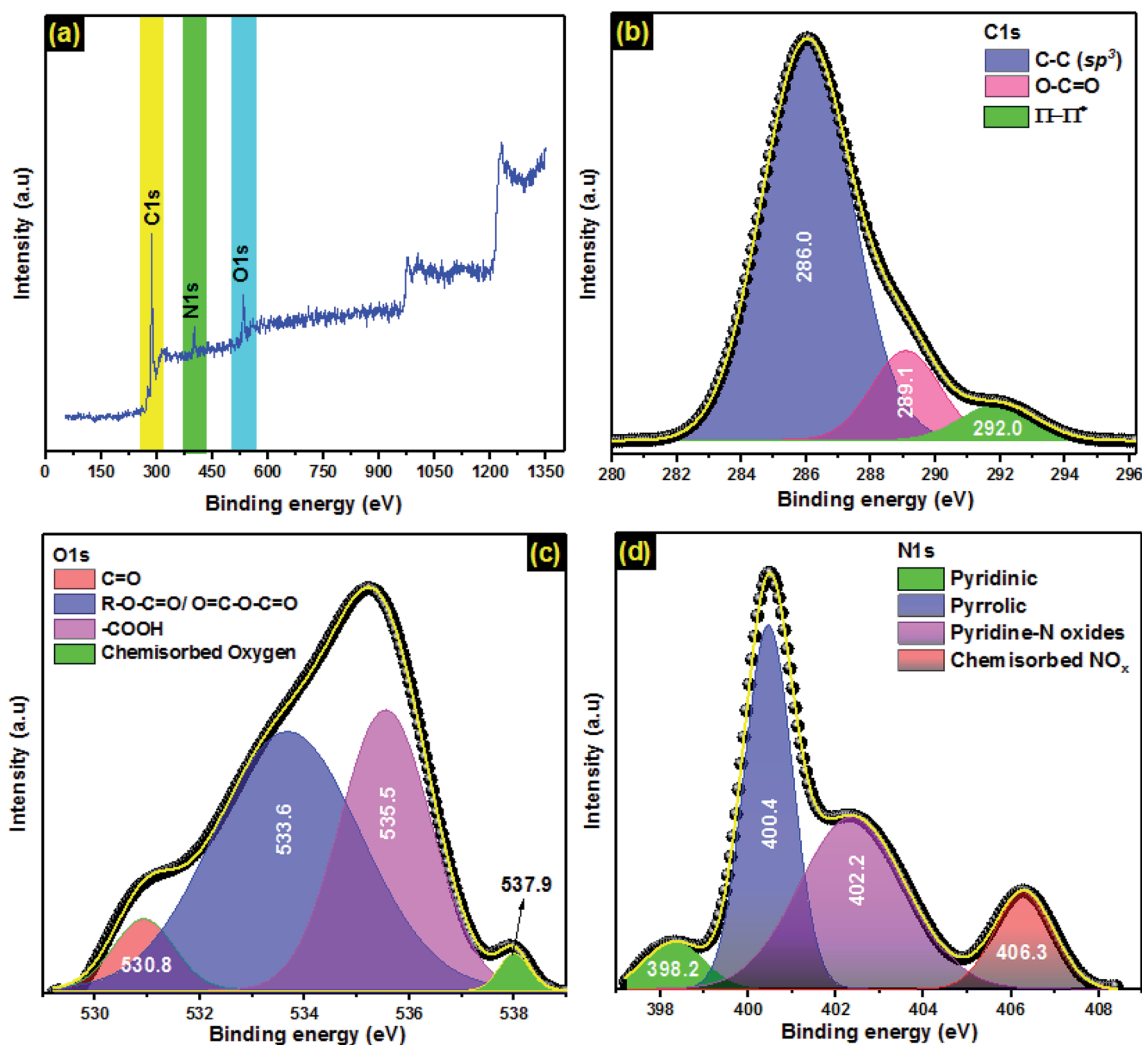 (a)
C1s
N1s
O1s
Intensity (a.u)
0 150 300 450 600 750 900 1050 1200 1350
Binding energy (eV)
(b)
C1s
C-C (sp³)
O-C=O
Π-Π*
286.0
289.1
292.0
Intensity (a.u)
280 282 284 286 288 290 292 294 296
Binding energy (eV)
(c)
O1s
C=O
R-O-C=O/ O=C-O-C=O
-COOH
Chemisorbed Oxygen
530.8
533.6
535.5
537.9
Intensity (a.u)
530 532 534 536 538
Binding energy (eV)
(d)
N1s
Pyridinic
Pyrrolic
Pyridine-N oxides
Chemisorbed NOₓ
398.2
400.4
402.2
406.3
Intensity (a.u)
398 400 402 404 406 408
Binding energy (eV)